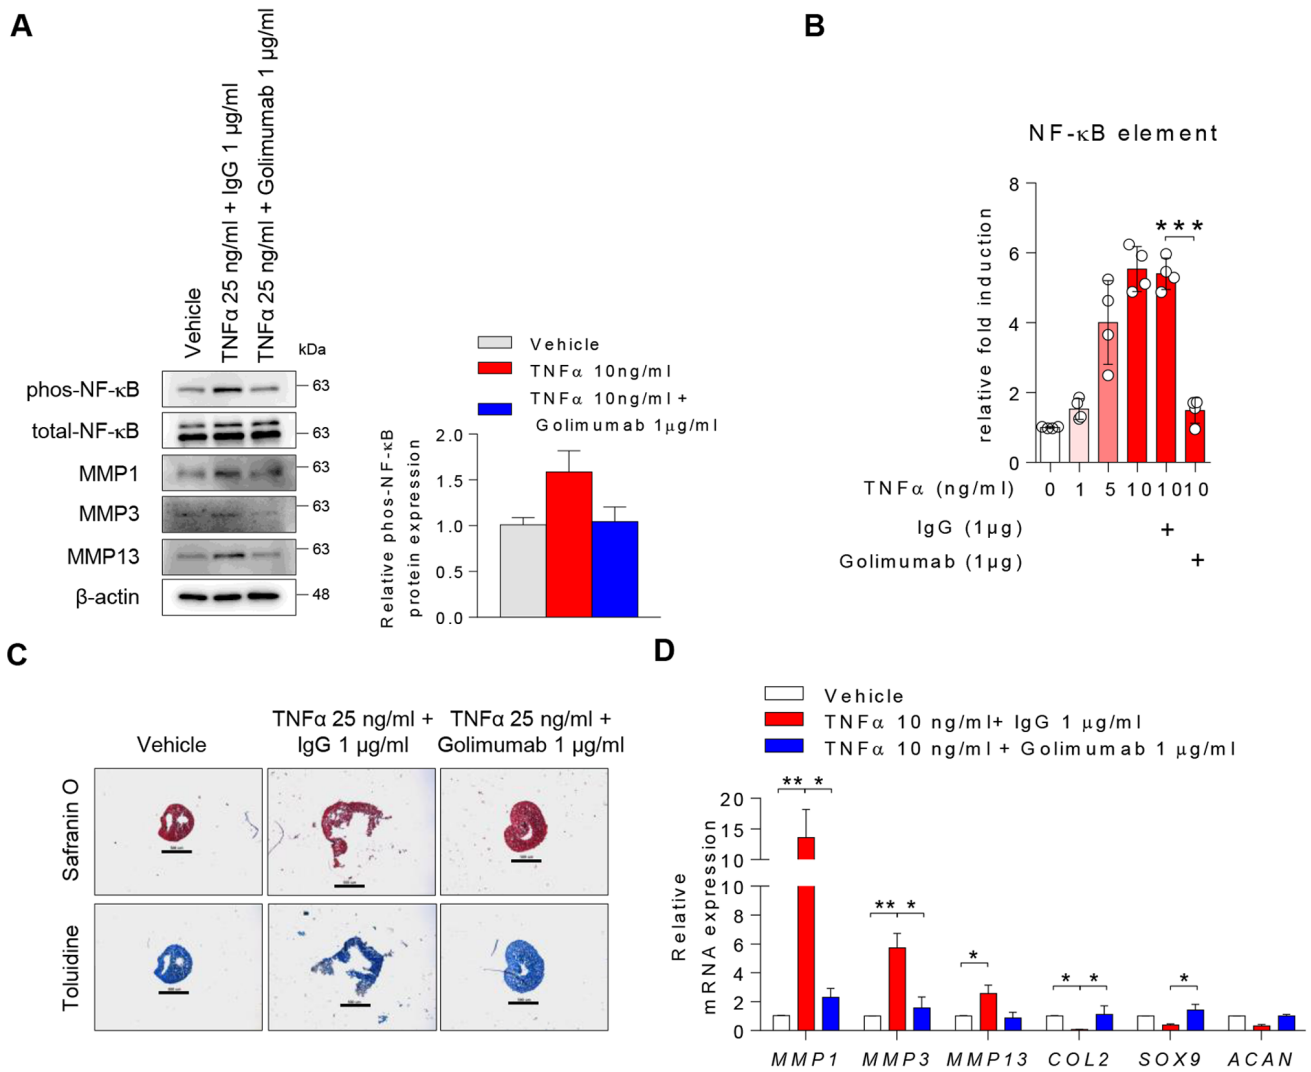 A
Vehicle
TNFα 25 ng/ml + IgG 1 µg/ml
TNFα 25 ng/ml + Golimumab 1 µg/ml
kDa
phos-NF-κB
63
total-NF-κB
63
MMP1
63
MMP3
63
MMP13
63
β-actin
48
Vehicle
TNFα 10ng/ml
TNFα 10ng/ml +
Golimumab 1µg/ml
Relative phos-NF-κB
protein expression
2.0
1.5
1.0
0.5
0.0
B
NF-κB element
relative fold induction
8
6
4
2
0
***
TNFα (ng/ml) 0 1 5 10 10 10
IgG (1µg) +
Golimumab (1µg) +
C
Vehicle
TNFα 25 ng/ml +
IgG 1 µg/ml
TNFα 25 ng/ml +
Golimumab 1 µg/ml
Safranin O
Toluidine
D
Vehicle
TNFα 10 ng/ml+ IgG 1 µg/ml
TNFα 10 ng/ml + Golimumab 1 µg/ml
Relative
mRNA expression
20
15
10
10
8
6
4
2
0
** *
** *
*
* *
*
MMP1 MMP3 MMP13 COL2 SOX9 ACAN